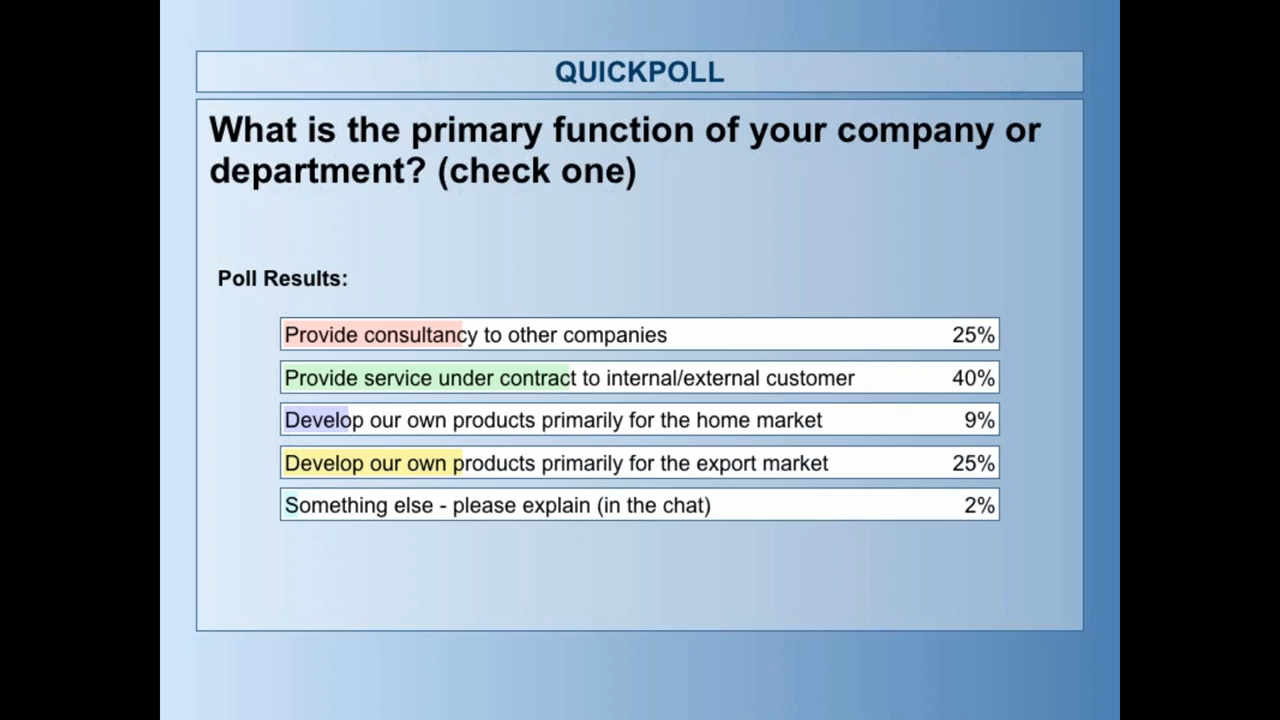 QUICKPOLL
What is the primary function of your company or
department? (check one)
Poll Results:
Provide consultancy to other companies 25%
Provide service under contract to internal/external customer 40%
Develop our own products primarily for the home market 9%
Develop our own products primarily for the export market 25%
Something else - please explain (in the chat) 2%